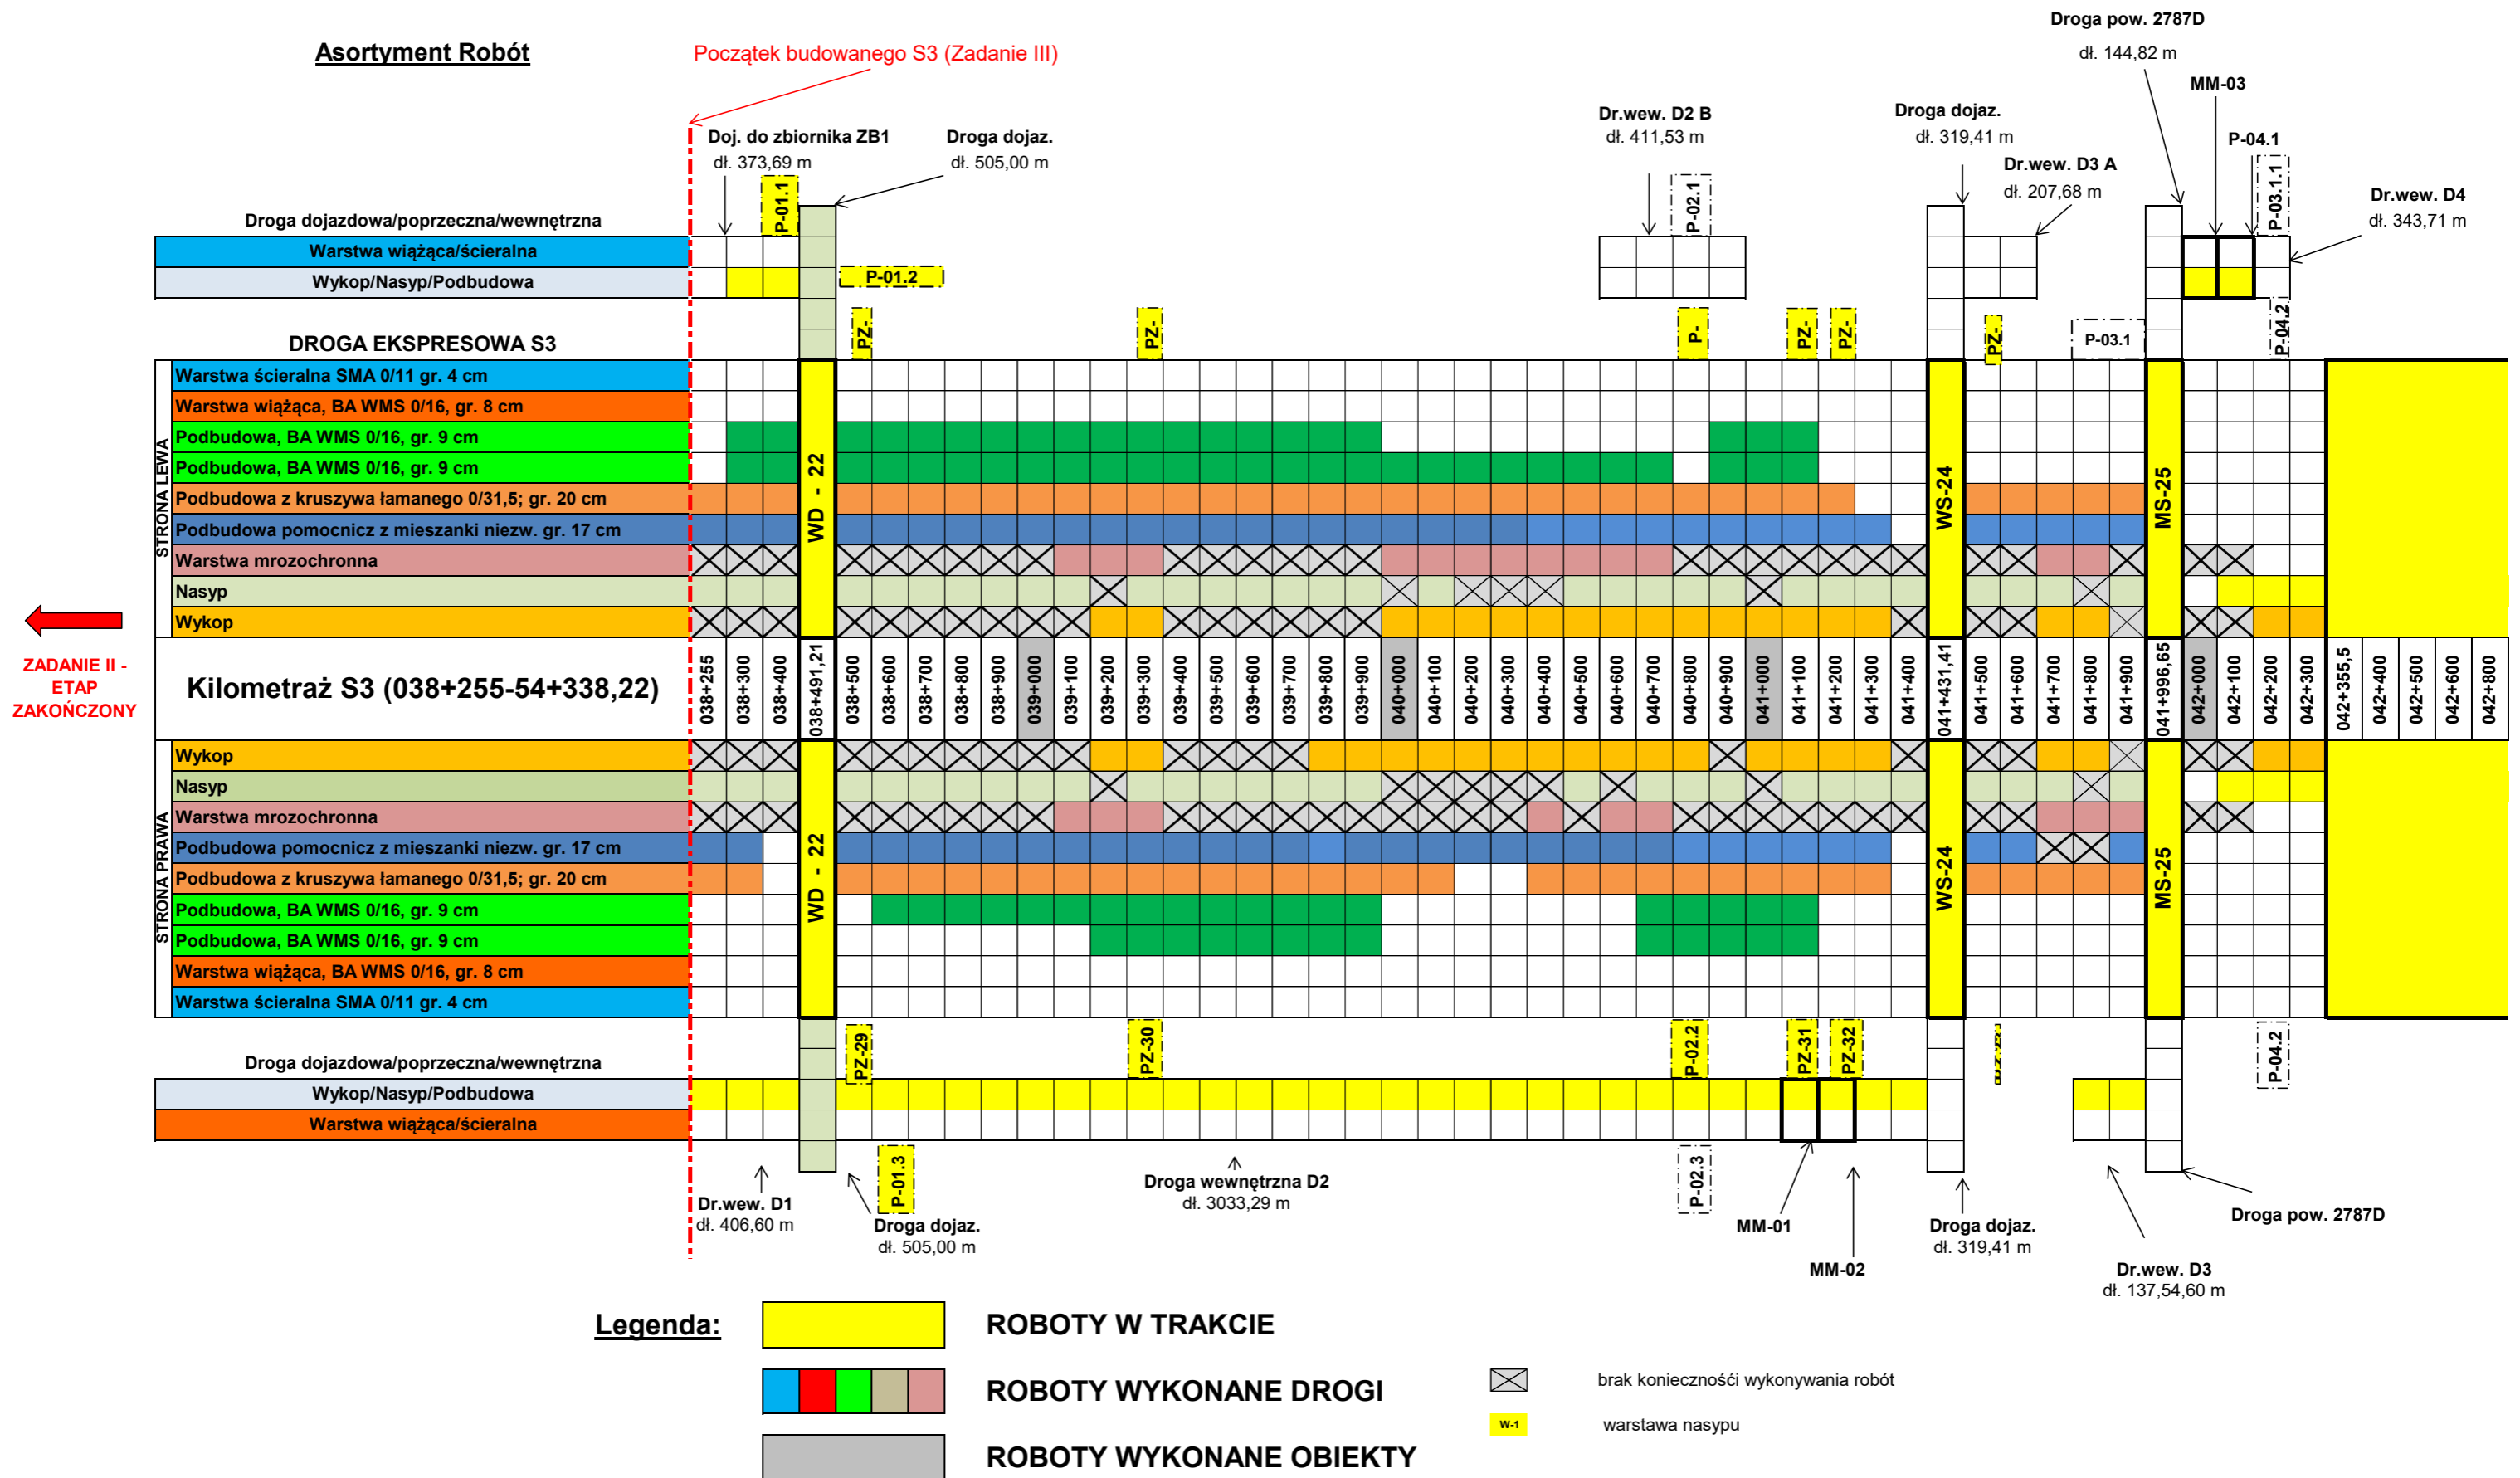 Droga pow. 2787D
dł. 144,82 m
Asortyment Robót
Początek budowanego S3 (Zadanie III)
MM-03
Dr.wew. D2 B
dł. 411,53 m
Droga dojaz.
dł. 319,41 m
Doj. do zbiornika ZB1
dł. 373,69 m
Droga dojaz.
dł. 505,00 m
P-04.1
Dr.wew. D3 A
dł. 207,68 m
Dr.wew. D4
dł. 343,71 m
P-01.1
P-02.1
P-03.1.1
Droga dojazdowa/poprzeczna/wewnętrzna
Warstwa wiążąca/ścieralna
Wykop/Nasyp/Podbudowa
P-01.2
PZ-
PZ-
P-
PZ-
PZ-
PZ-
P-03.1
P-04.2
DROGA EKSPRESOWA S3
STRONA LEWA
Warstwa ścieralna SMA 0/11 gr. 4 cm
Warstwa wiążąca, BA WMS 0/16, gr. 8 cm
Podbudowa, BA WMS 0/16, gr. 9 cm
Podbudowa, BA WMS 0/16, gr. 9 cm
Podbudowa z kruszywa łamanego 0/31,5; gr. 20 cm
Podbudowa pomocnicz z mieszanki niezw. gr. 17 cm
Warstwa mrozochronna
Nasyp
Wykop
WD - 22
WS-24
MS-25
ZADANIE II -
ETAP
ZAKOŃCZONY
Kilometraż S3 (038+255-54+338,22)
038+255
038+300
038+400
038+491,21
038+500
038+600
038+700
038+800
038+900
039+000
039+100
039+200
039+300
039+400
039+500
039+600
039+700
039+800
039+900
040+000
040+100
040+200
040+300
040+400
040+500
040+600
040+700
040+800
040+900
041+000
041+100
041+200
041+300
041+400
041+431,41
041+500
041+600
041+700
041+800
041+900
041+996,65
042+000
042+100
042+200
042+300
042+355,5
042+400
042+500
042+600
042+800
STRONA PRAWA
Wykop
Nasyp
Warstwa mrozochronna
Podbudowa pomocnicz z mieszanki niezw. gr. 17 cm
Podbudowa z kruszywa łamanego 0/31,5; gr. 20 cm
Podbudowa, BA WMS 0/16, gr. 9 cm
Podbudowa, BA WMS 0/16, gr. 9 cm
Warstwa wiążąca, BA WMS 0/16, gr. 8 cm
Warstwa ścieralna SMA 0/11 gr. 4 cm
WD - 22
WS-24
MS-25
PZ-29
PZ-30
P-02.2
PZ-31
PZ-32
P-04.2
Droga dojazdowa/poprzeczna/wewnętrzna
Wykop/Nasyp/Podbudowa
Warstwa wiążąca/ścieralna
P-01.3
P-02.3
Dr.wew. D1
dł. 406,60 m
Droga dojaz.
dł. 505,00 m
Droga wewnętrzna D2
dł. 3033,29 m
MM-01
MM-02
Droga dojaz.
dł. 319,41 m
Droga pow. 2787D
Dr.wew. D3
dł. 137,54,60 m
Legenda:
ROBOTY W TRAKCIE
ROBOTY WYKONANE DROGI
brak koniecznośći wykonywania robót
W-1
warstawa nasypu
ROBOTY WYKONANE OBIEKTY